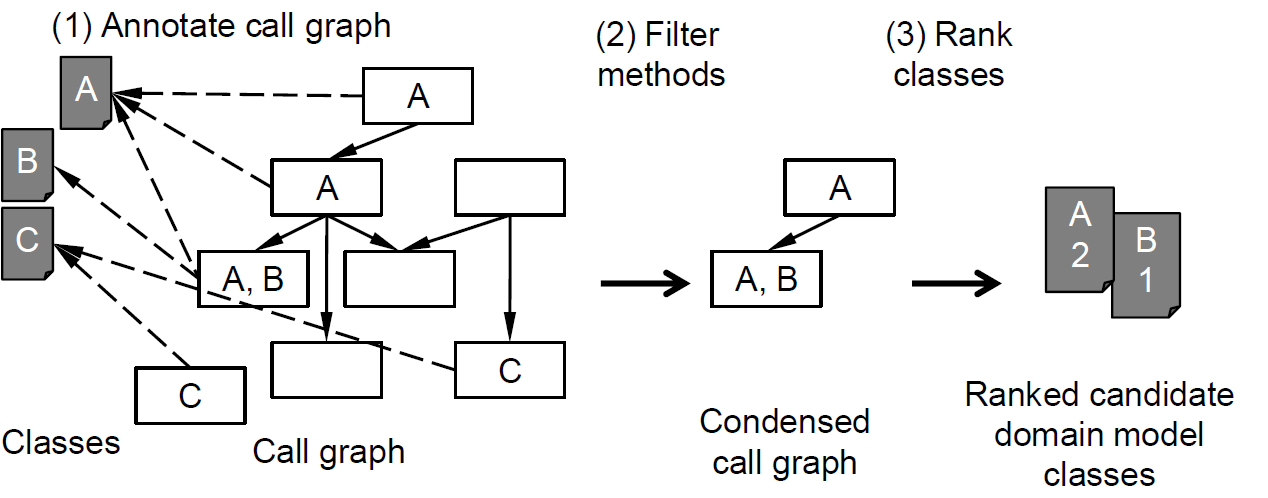 (1) Annotate call graph
(2) Filter
methods
(3) Rank
classes
A
B
C
A
A
A, B
C
C
Classes
Call graph
A
A, B
Condensed
call graph
A
2
B
1
Ranked candidate
domain model
classes